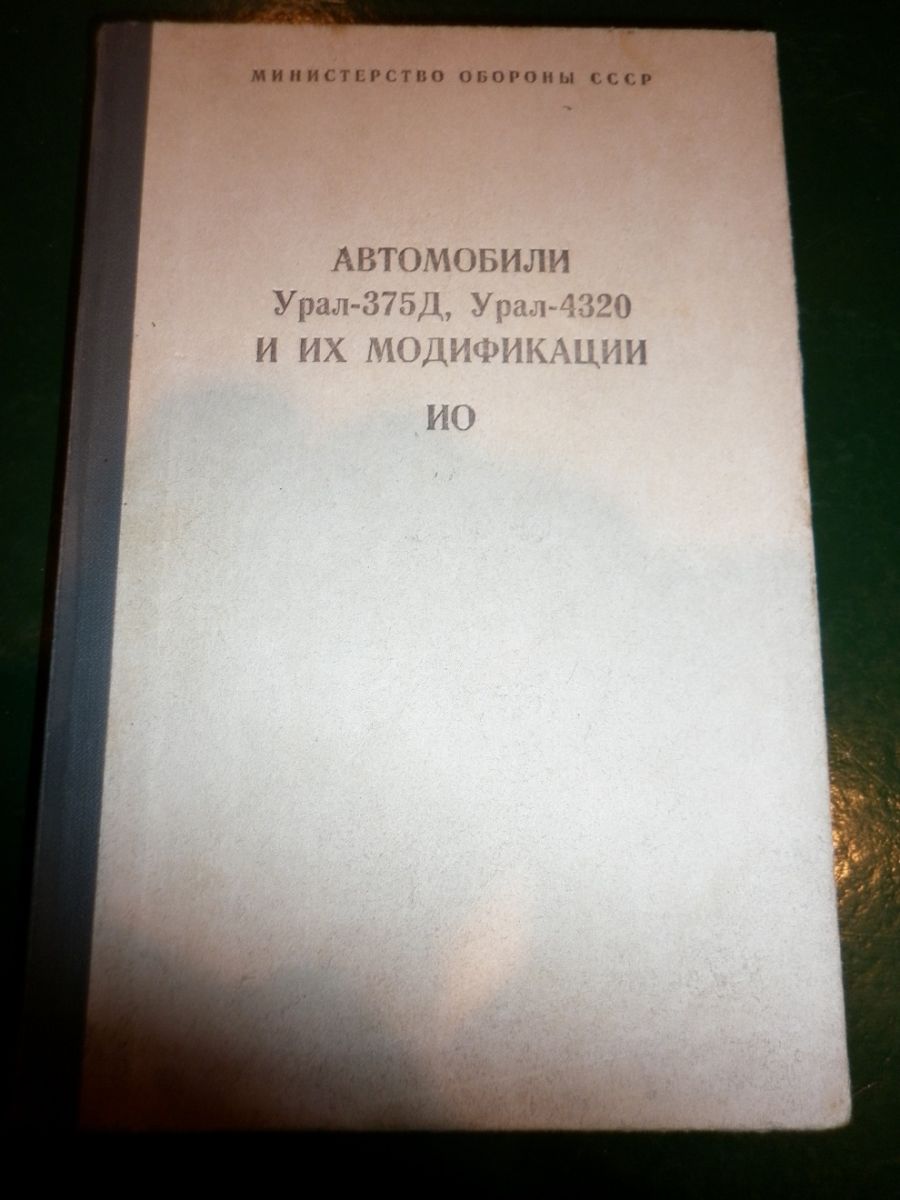 МИНИСТЕРСТВО ОБОРОНЫ СССР
АВТОМОБИЛИ
Урал-375Д, Урал-4320
И ИХ МОДИФИКАЦИИ
ИО